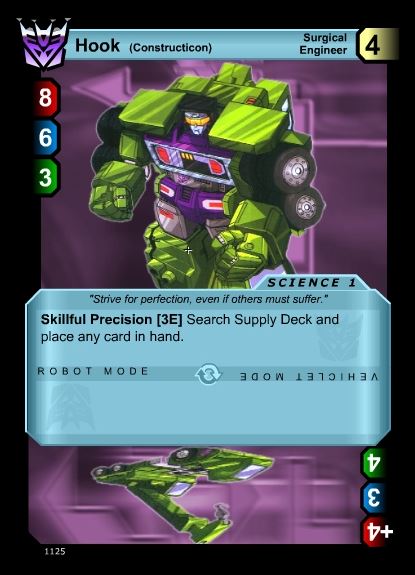 Hook (Constructicon)
Surgical
Engineer
4
8
6
3
SCIENCE 1
"Strive for perfection, even if others must suffer."
Skillful Precision [3E] Search Supply Deck and
place any card in hand.
ROBOT MODE
VEHICLE MODE
4
3
+4
1125